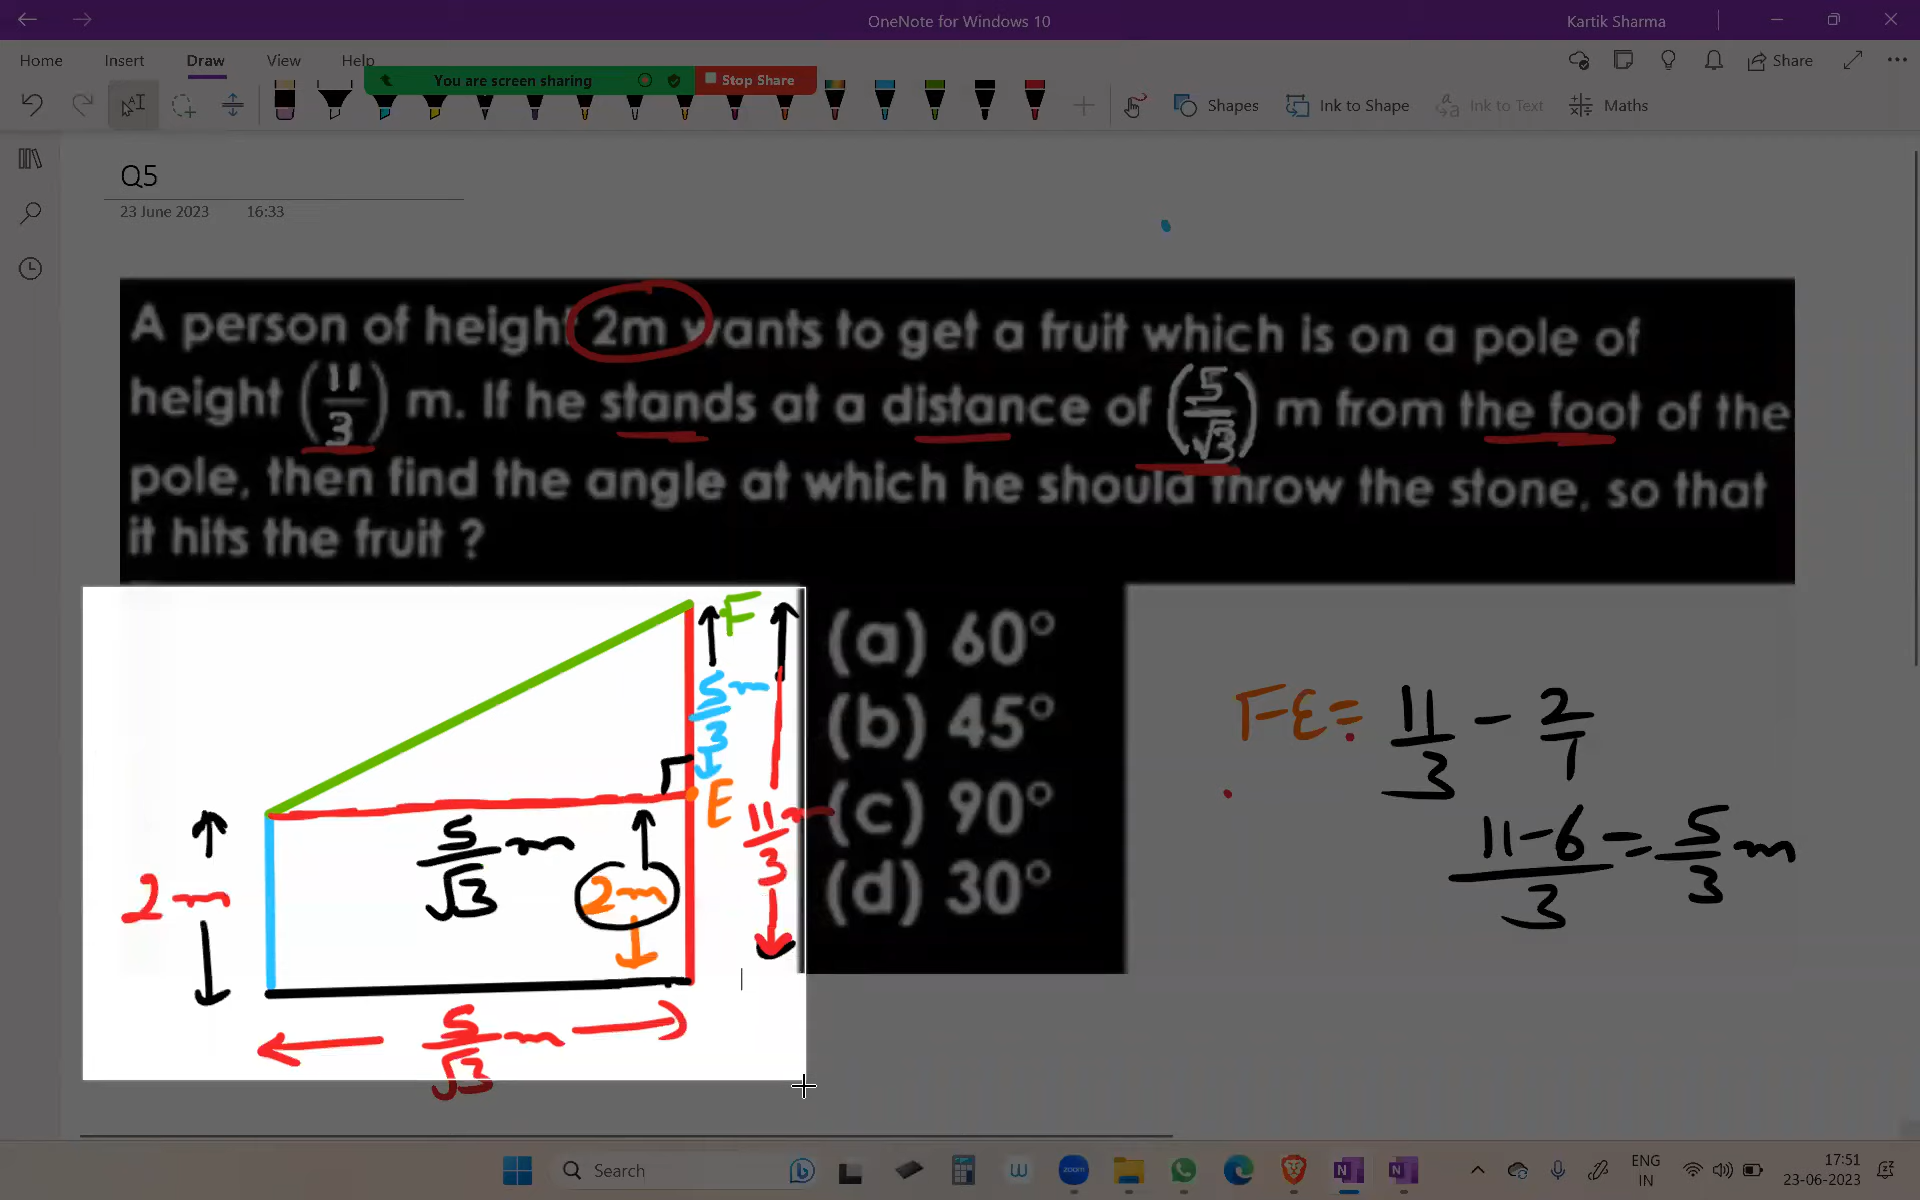 OneNote for Windows 10
Kartik Sharma
Home Insert Draw View Help
You are screen sharing
Stop Share
Share
Shapes
Ink to Shape
Ink to Text
Maths
Q5
23 June 2023 16:33
A person of height 2m wants to get a fruit which is on a pole of
height (11/3) m. If he stands at a distance of (5/√3) m from the foot of the
pole, then find the angle at which he should throw the stone, so that
it hits the fruit ?
(a) 60°
(b) 45°
(c) 90°
(d) 30°
F
5/3 m
E
11/3 m
5/√3 m
2m
2m
5/√3 m
FE = 11/3 - 2/1
11-6/3 = 5/3 m
Search
zoom
ENG
IN
17:51
23-06-2023